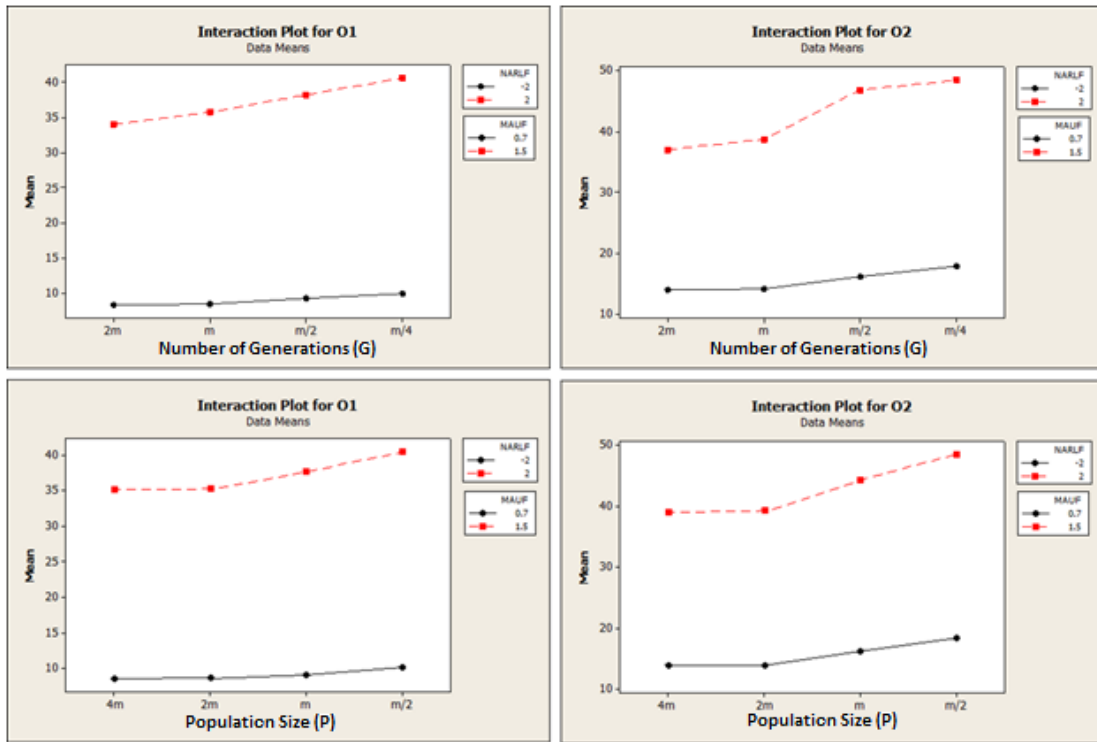 Interaction Plot for O1
Data Means
Mean
40
35
30
25
20
15
10
2m m m/2 m/4
Number of Generations (G)
NARLF
-2
2
MAUF
0.7
1.5
Interaction Plot for O2
Data Means
Mean
50
40
30
20
10
2m m m/2 m/4
Number of Generations (G)
NARLF
-2
2
MAUF
0.7
1.5
Interaction Plot for O1
Data Means
Mean
40
35
30
25
20
15
10
4m 2m m m/2
Population Size (P)
NARLF
-2
2
MAUF
0.7
1.5
Interaction Plot for O2
Data Means
Mean
50
40
30
20
10
4m 2m m m/2
Population Size (P)
NARLF
-2
2
MAUF
0.7
1.5